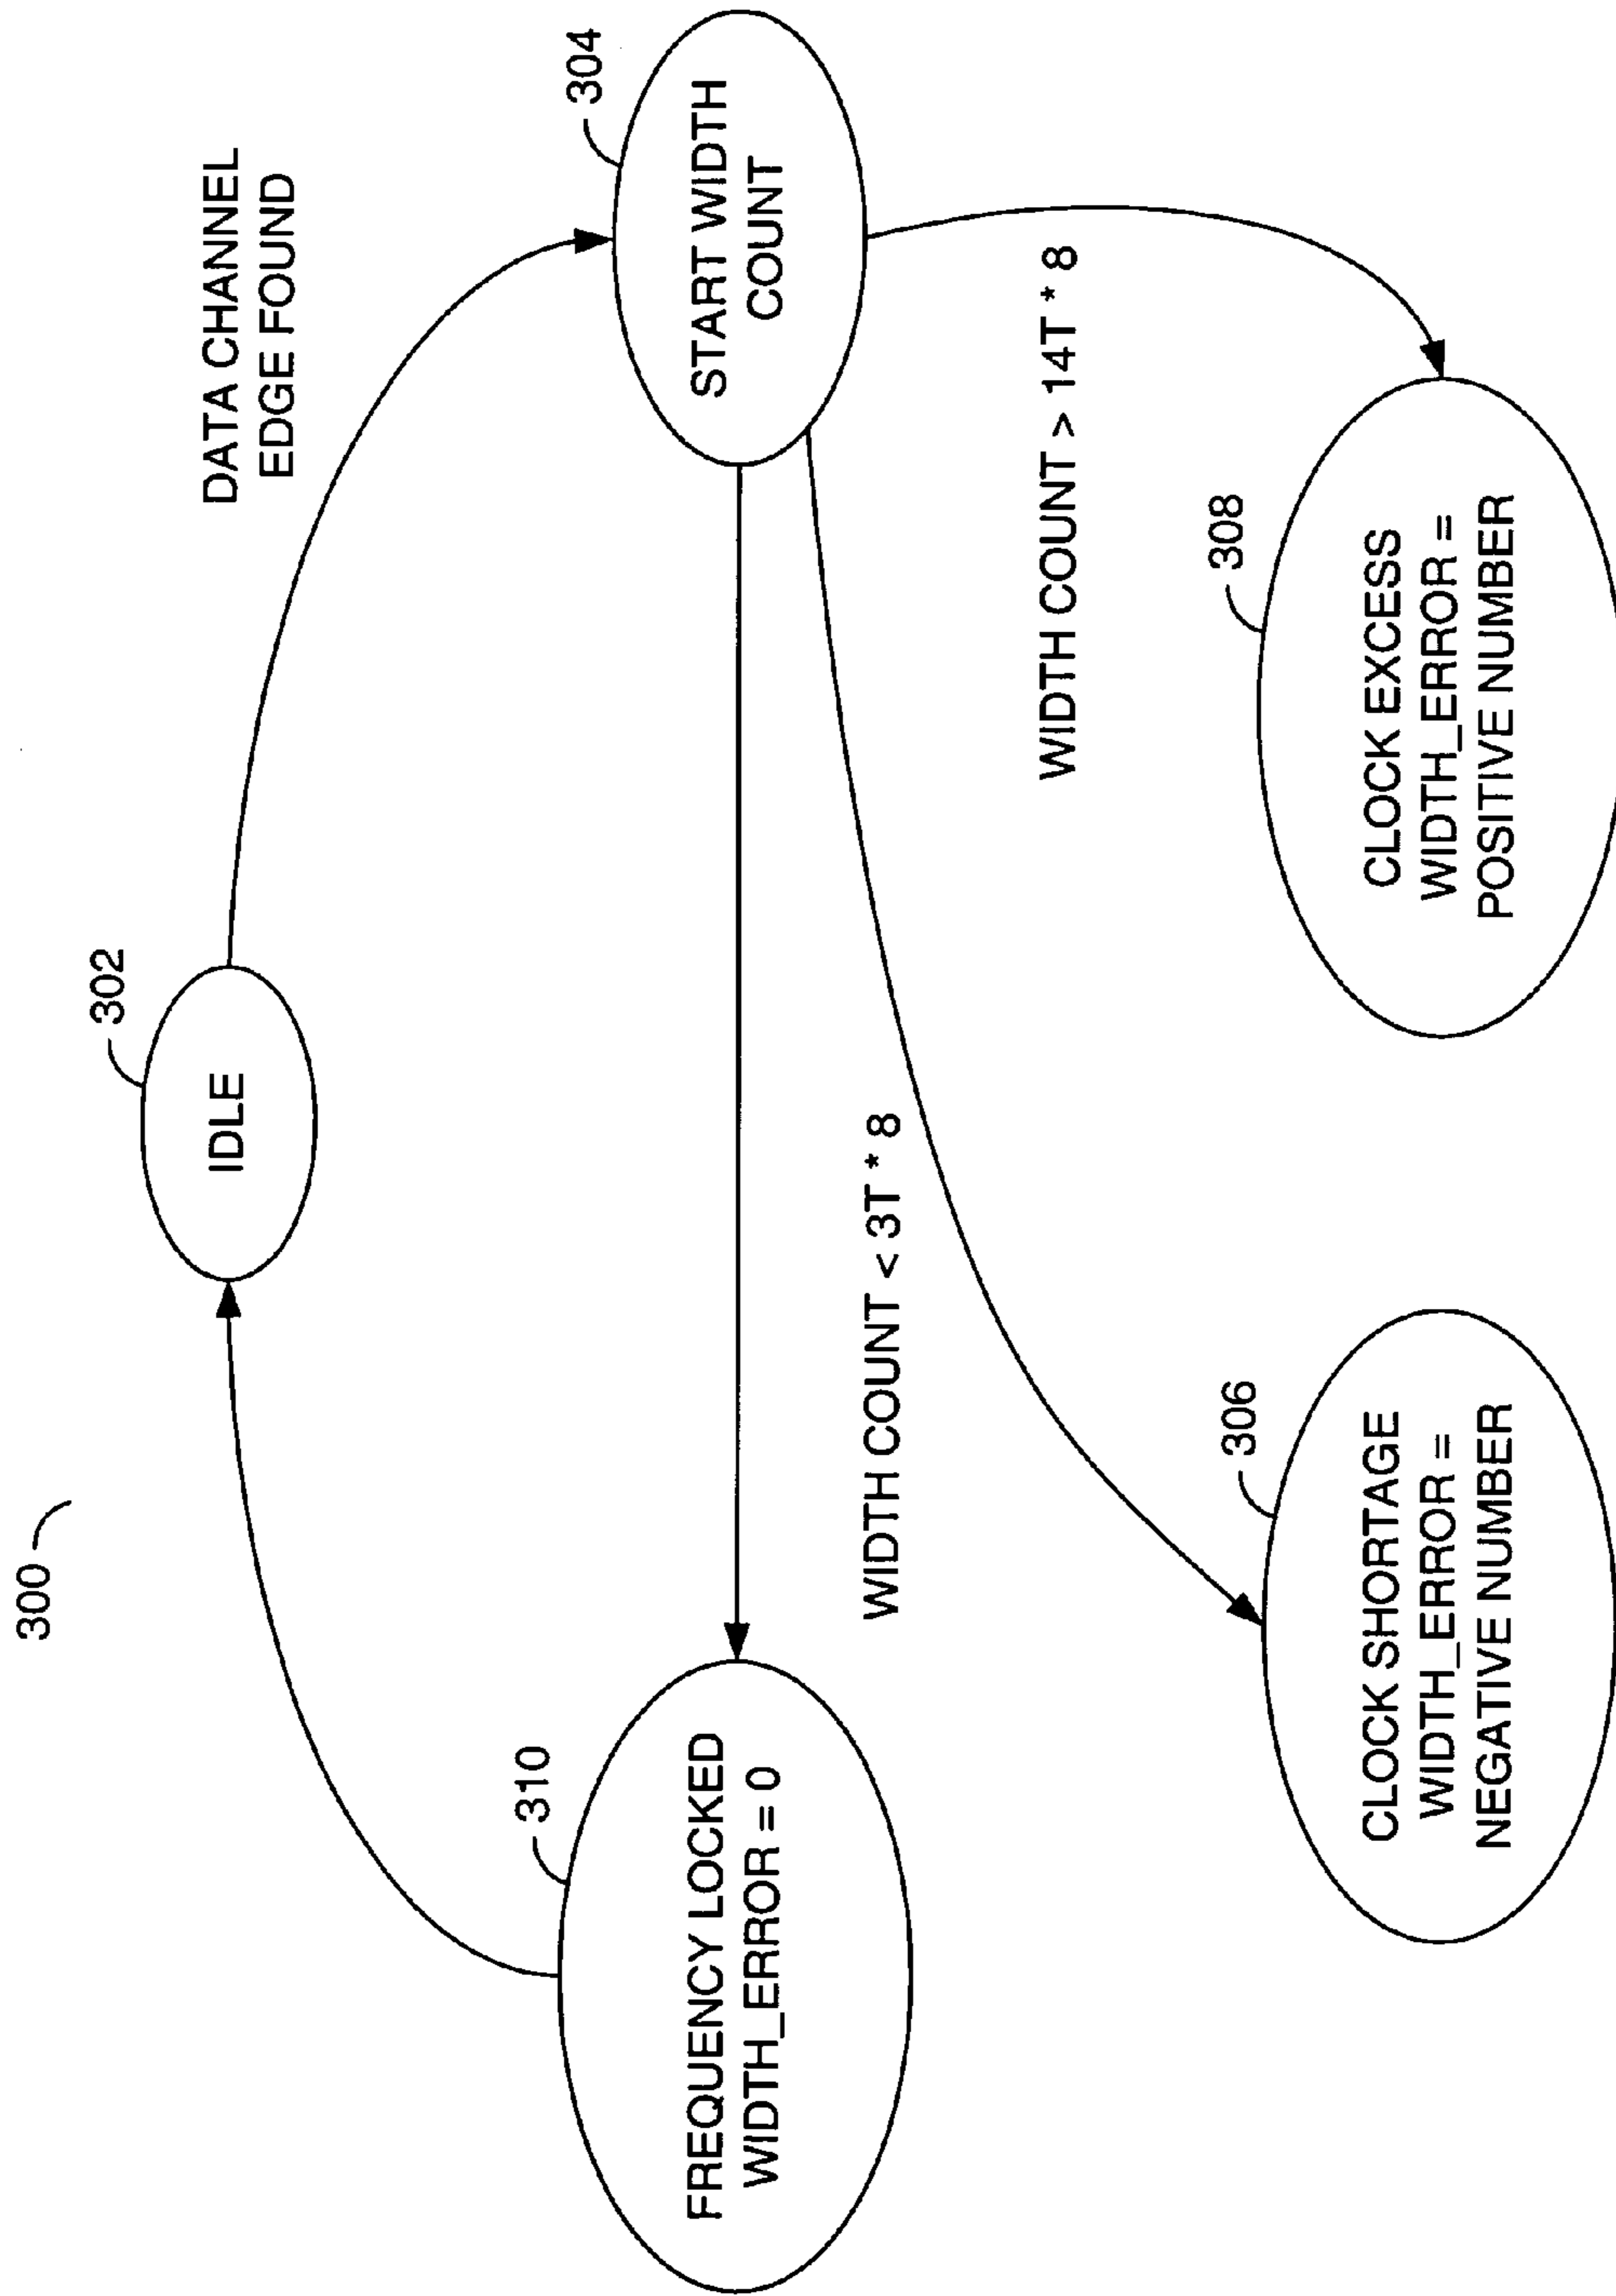 300
302
IDLE
DATA CHANNEL
EDGE FOUND
310
FREQUENCY LOCKED
WIDTH_ERROR = 0
304
START WIDTH
COUNT
WIDTH COUNT < 3T * 8
WIDTH COUNT > 14T * 8
306
CLOCK SHORTAGE
WIDTH_ERROR =
NEGATIVE NUMBER
308
CLOCK EXCESS
WIDTH_ERROR =
POSITIVE NUMBER